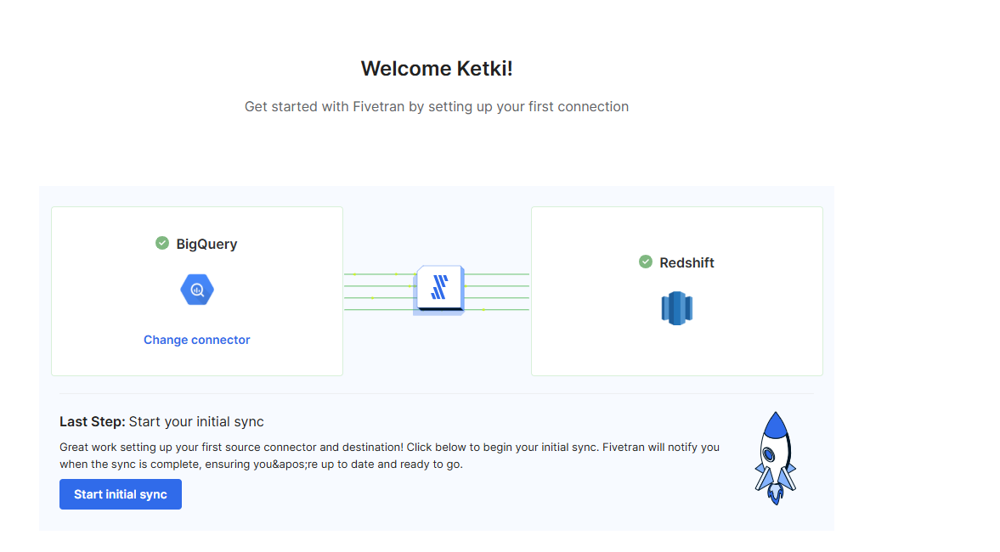 Welcome Ketki!
Get started with Fivetran by setting up your first connection
BigQuery
Change connector
Redshift
Last Step: Start your initial sync
Great work setting up your first source connector and destination! Click below to begin your initial sync. Fivetran will notify you
when the sync is complete, ensuring you&apos;re up to date and ready to go.
Start initial sync